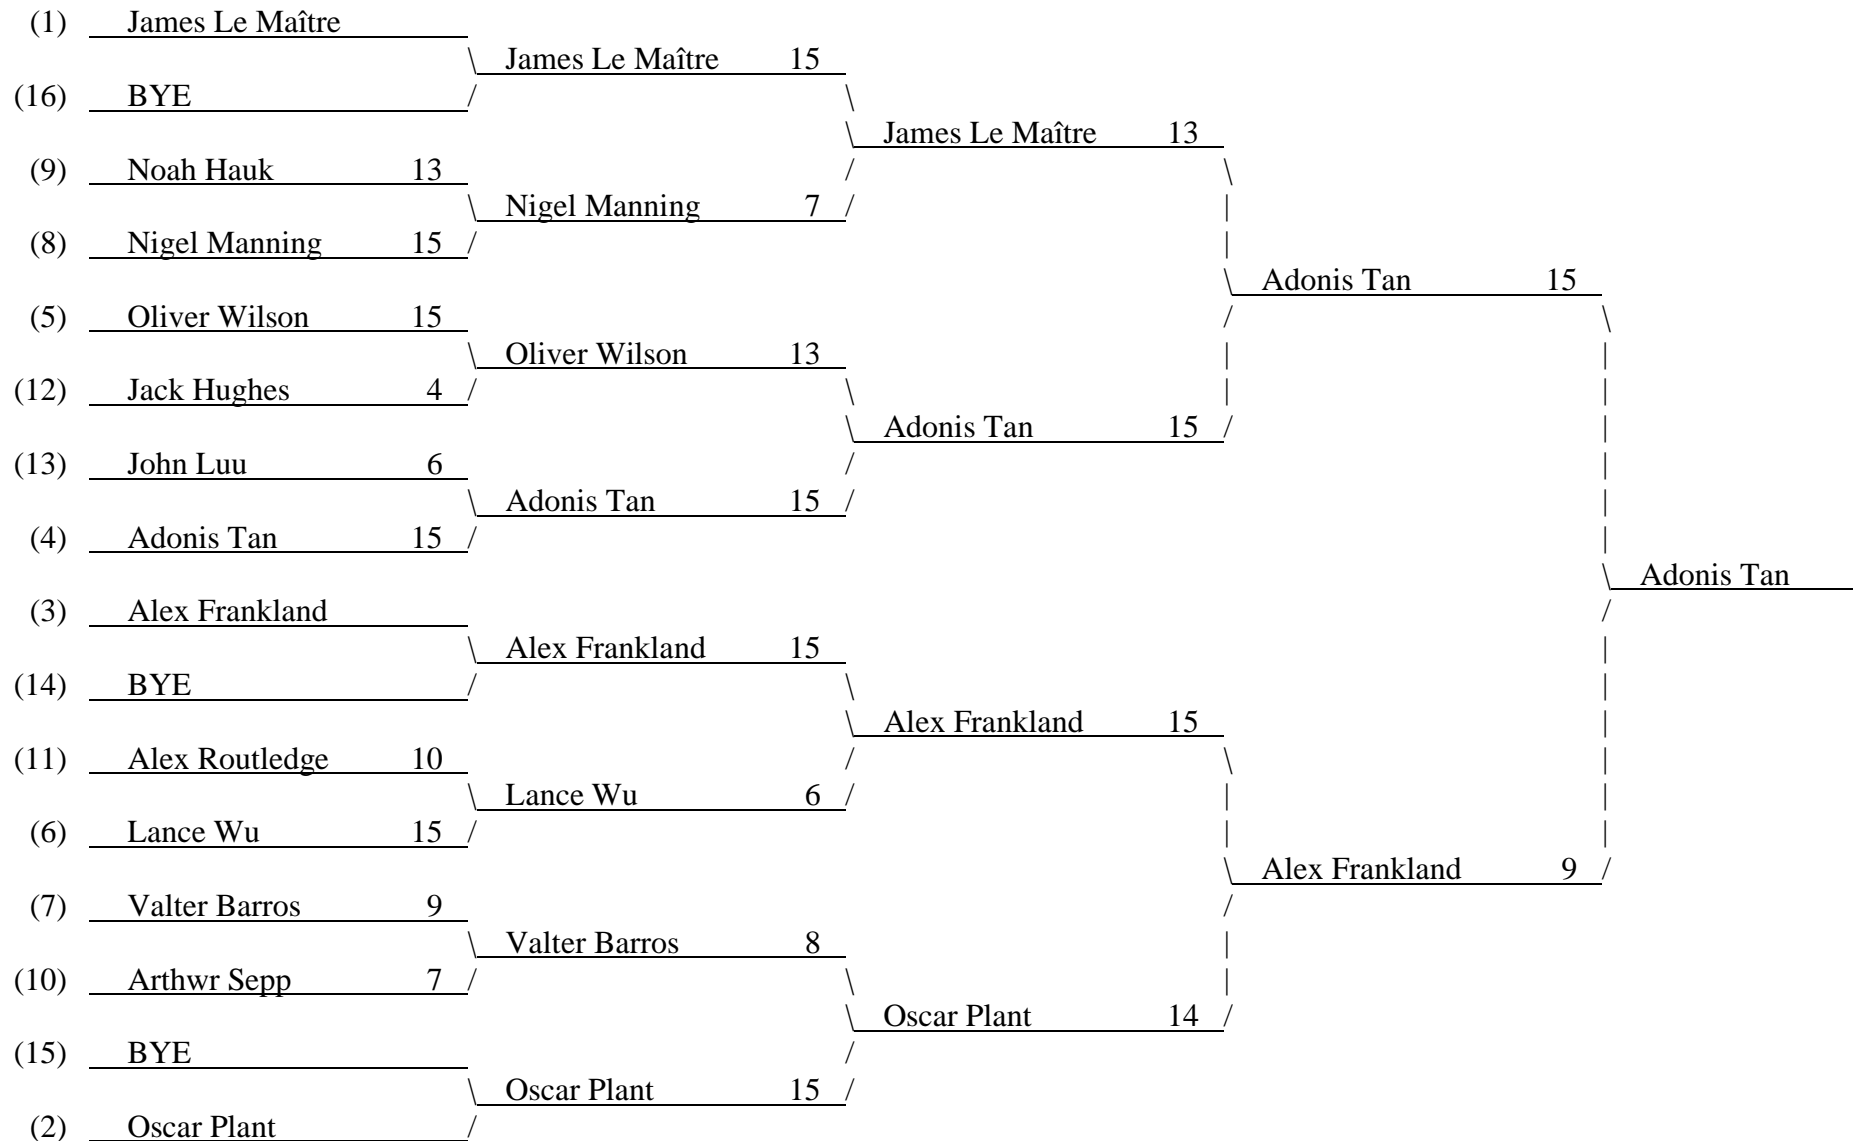 (1) James Le Maître
James Le Maître 15
(16) BYE
James Le Maître 13
(9) Noah Hauk 13
Nigel Manning 7
(8) Nigel Manning 15
Adonis Tan 15
(5) Oliver Wilson 15
Oliver Wilson 13
(12) Jack Hughes 4
Adonis Tan 15
(13) John Luu 6
Adonis Tan 15
(4) Adonis Tan 15
Adonis Tan
(3) Alex Frankland
Alex Frankland 15
(14) BYE
Alex Frankland 15
(11) Alex Routledge 10
Lance Wu 6
(6) Lance Wu 15
Alex Frankland 9
(7) Valter Barros 9
Valter Barros 8
(10) Arthwr Sepp 7
Oscar Plant 14
(15) BYE
Oscar Plant 15
(2) Oscar Plant